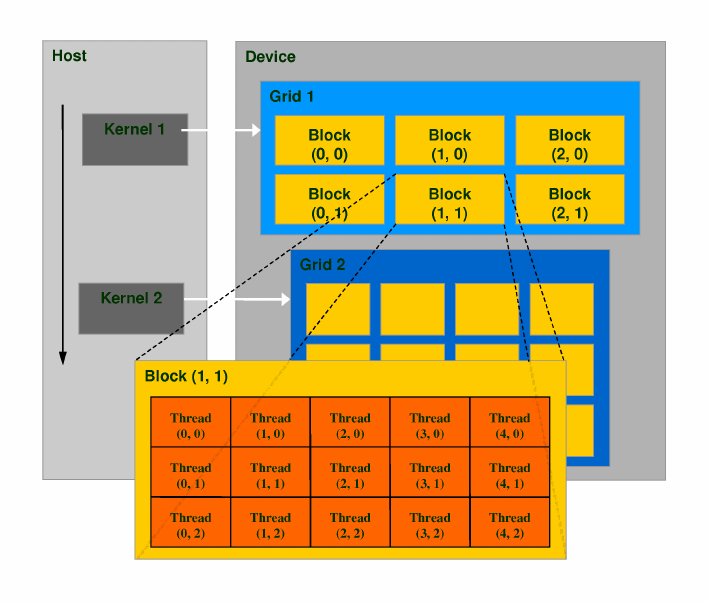 Host
Device
Grid 1
Kernel 1
Block
(0, 0)
Block
(1, 0)
Block
(2, 0)
Block
(0, 1)
Block
(1, 1)
Block
(2, 1)
Grid 2
Kernel 2
Block (1, 1)
Thread
(0, 0)
Thread
(1, 0)
Thread
(2, 0)
Thread
(3, 0)
Thread
(4, 0)
Thread
(0, 1)
Thread
(1, 1)
Thread
(2, 1)
Thread
(3, 1)
Thread
(4, 1)
Thread
(0, 2)
Thread
(1, 2)
Thread
(2, 2)
Thread
(3, 2)
Thread
(4, 2)